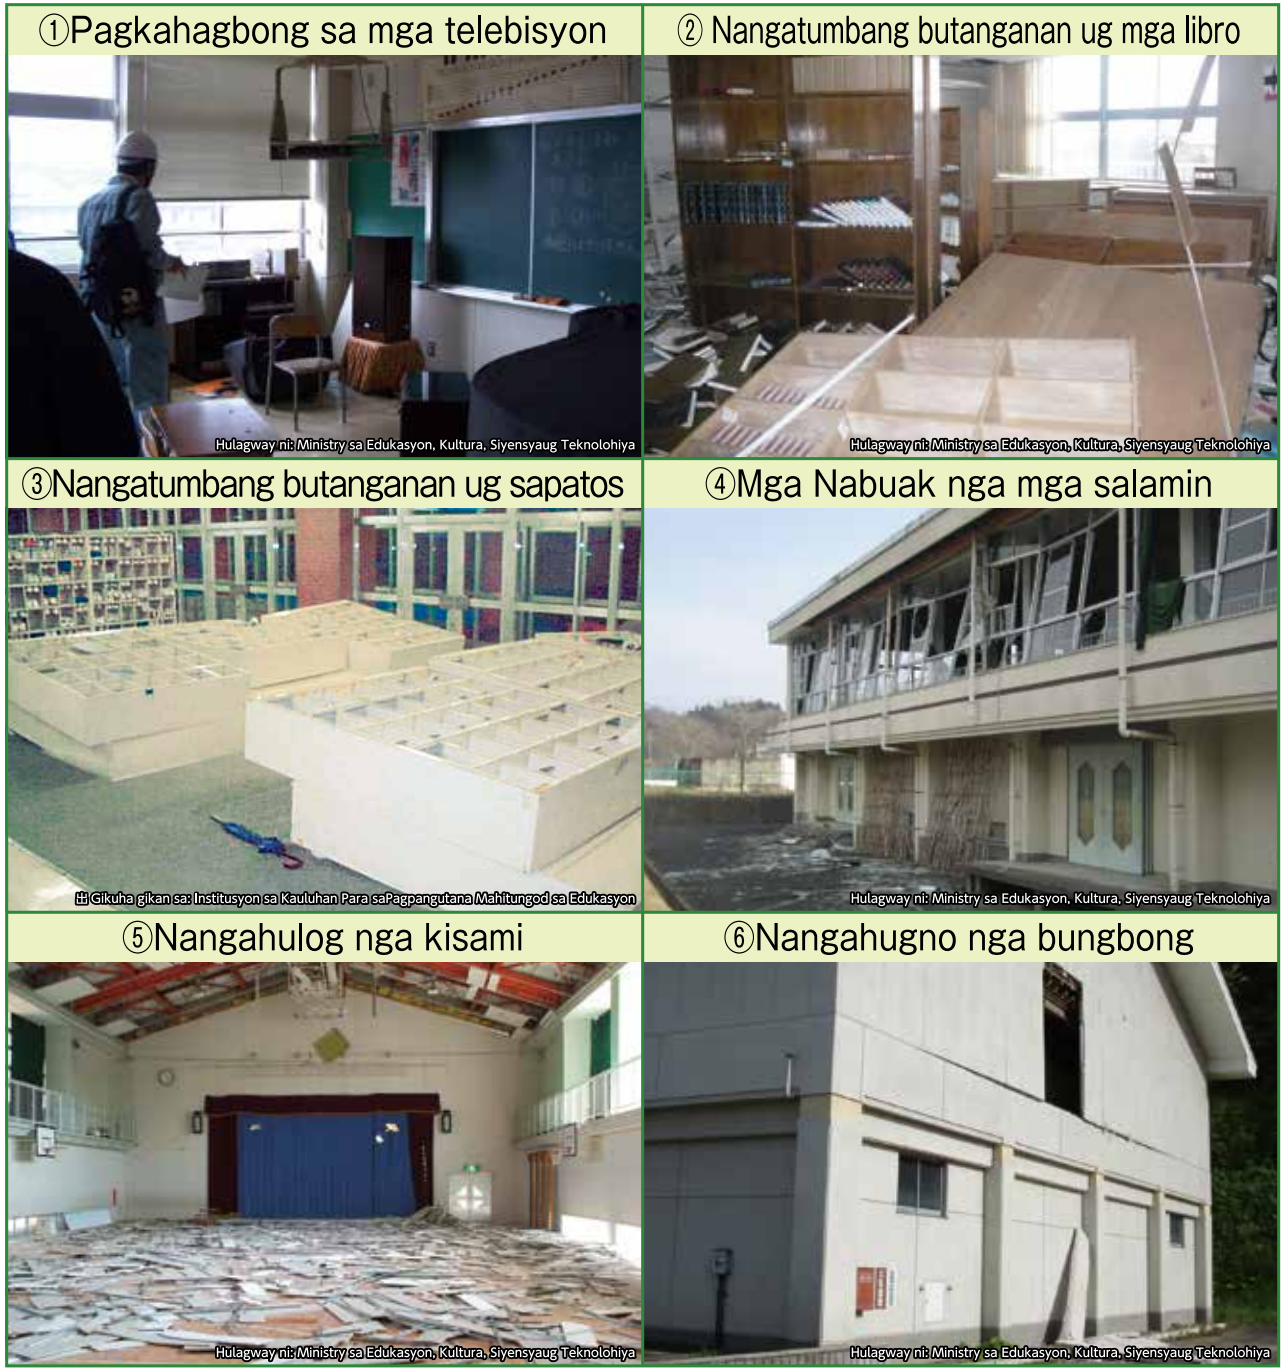 ①Pagkahagbong sa mga telebisyon
② Nangatumbang butanganan ug mga libro
Hulagway ni: Ministry sa Edukasyon, Kultura, Siyensyaug Teknolohiya
Hulagway ni: Ministry sa Edukasyon, Kultura, Siyensyaug Teknolohiya
③Nangatumbang butanganan ug sapatos
④Mga Nabuak nga mga salamin
出 Gikuha gikan sa: Institusyon sa Kauluhan Para saPagpangutana Mahitungod sa Edukasyon
Hulagway ni: Ministry sa Edukasyon, Kultura, Siyensyaug Teknolohiya
⑤Nangahulog nga kisami
⑥Nangahugno nga bungbong
Hulagway ni: Ministry sa Edukasyon, Kultura, Siyensyaug Teknolohiya
Hulagway ni: Ministry sa Edukasyon, Kultura, Siyensyaug Teknolohiya